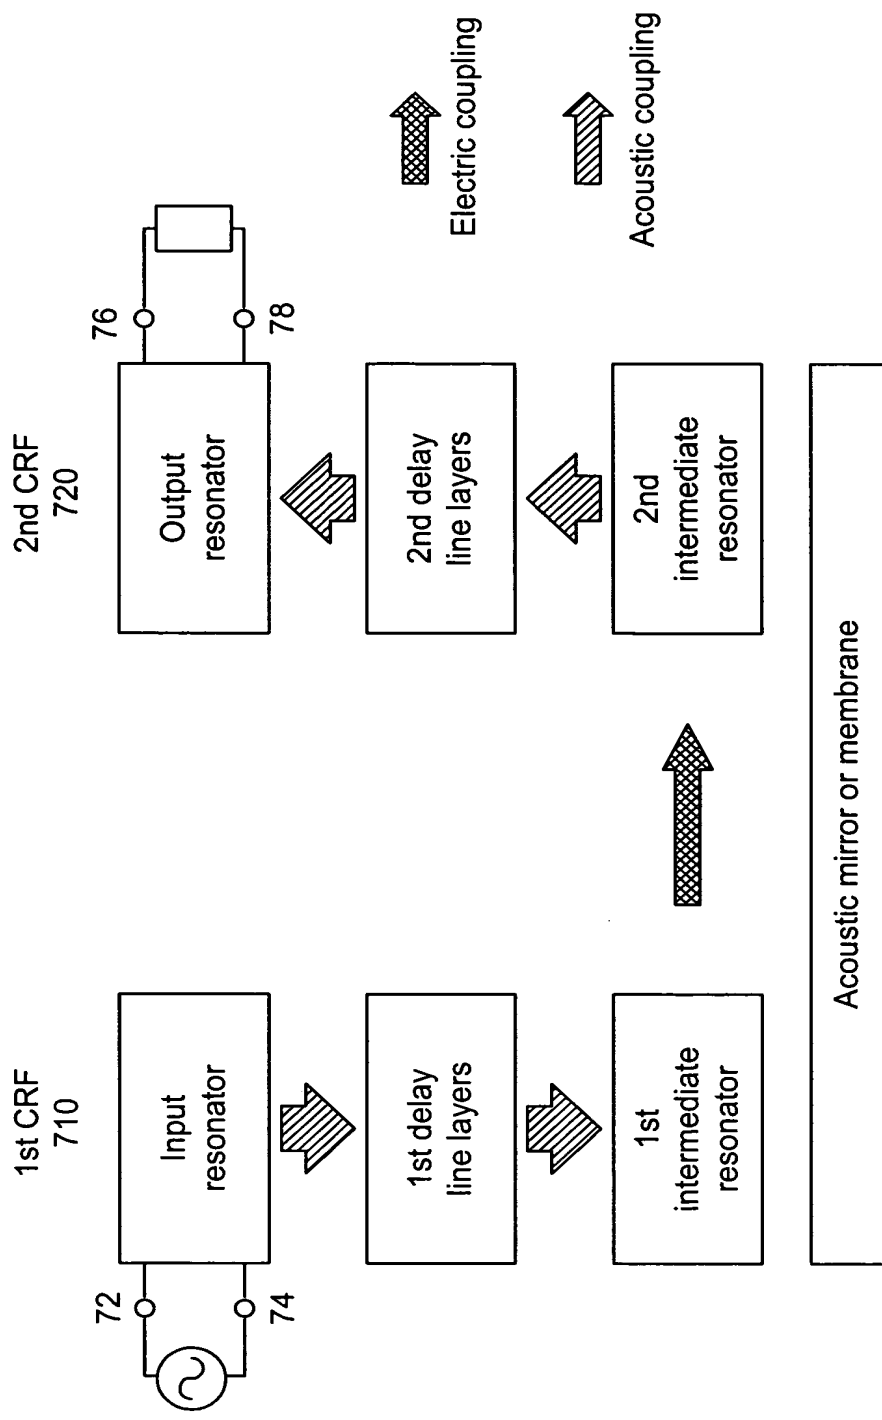 1st CRF
710
2nd CRF
720
72
74
Input
resonator
Output
resonator
76
78
1st delay
line layers
2nd delay
line layers
1st
intermediate
resonator
2nd
intermediate
resonator
Acoustic mirror or membrane
Electric coupling
Acoustic coupling